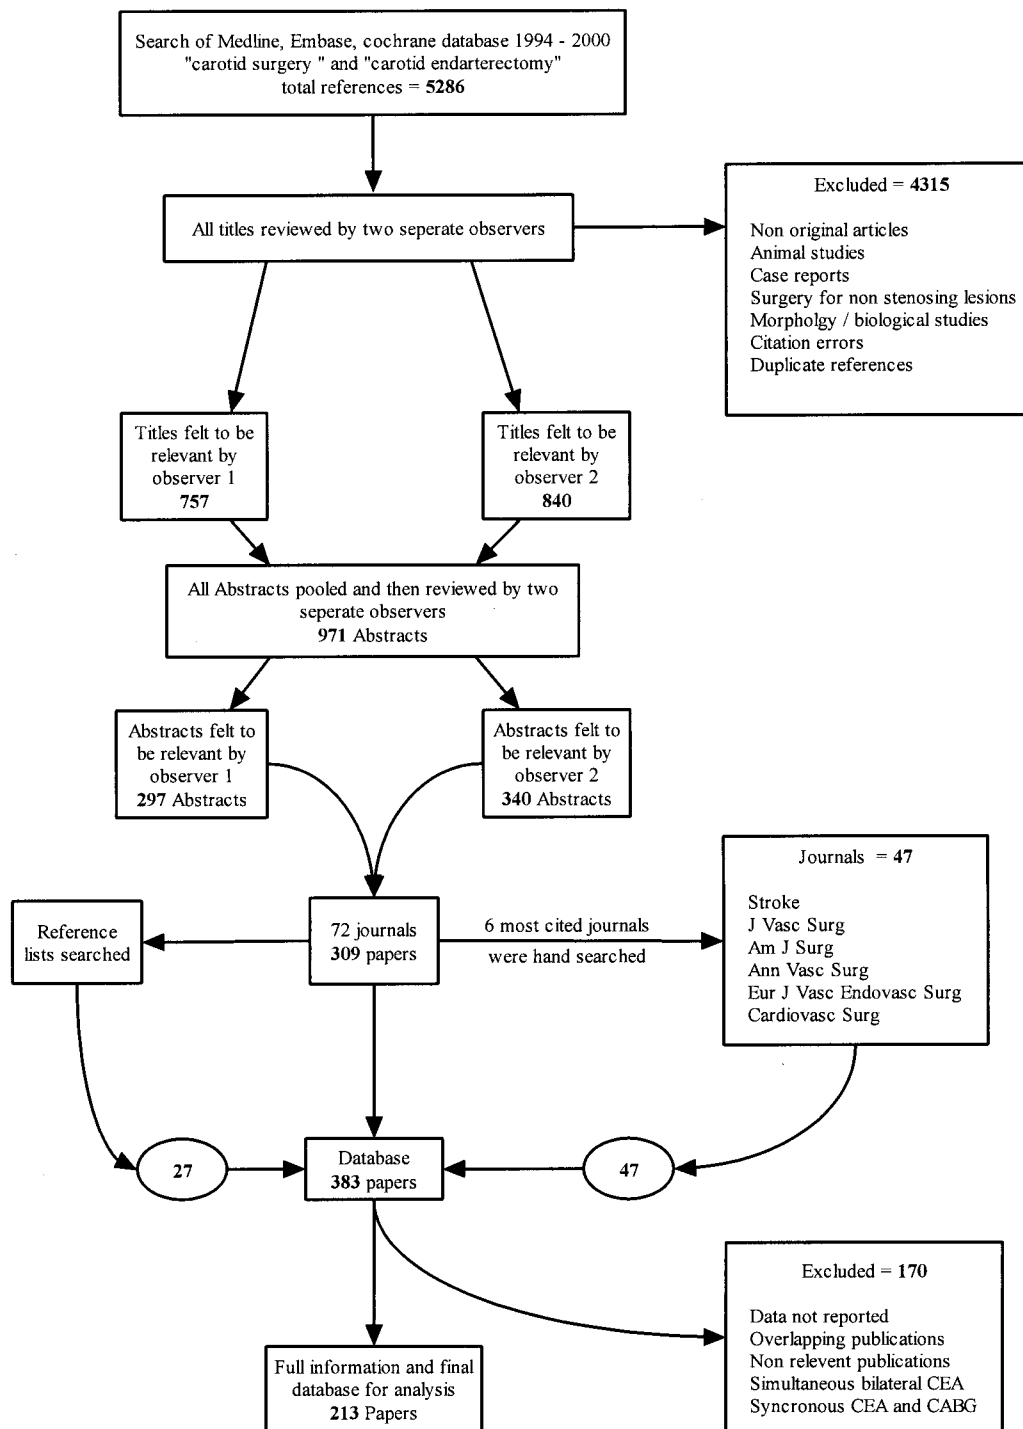 Search of Medline, Embase, cochrane database 1994 - 2000
"carotid surgery " and "carotid endarterectomy"
total references = 5286
All titles reviewed by two seperate observers
Excluded = 4315
Non original articles
Animal studies
Case reports
Surgery for non stenosing lesions
Morpholgy / biological studies
Citation errors
Duplicate references
Titles felt to be
relevant by
observer 1
757
Titles felt to be
relevant by
observer 2
840
All Abstracts pooled and then reviewed by two
seperate observers
971 Abstracts
Abstracts felt to
be relevant by
observer 1
297 Abstracts
Abstracts felt to
be relevant by
observer 2
340 Abstracts
Reference
lists searched
72 journals
309 papers
6 most cited journals
were hand searched
Journals = 47
Stroke
J Vasc Surg
Am J Surg
Ann Vasc Surg
Eur J Vasc Endovasc Surg
Cardiovasc Surg
27
Database
383 papers
47
Excluded = 170
Data not reported
Overlapping publications
Non relevent publications
Simultaneous bilateral CEA
Syncronous CEA and CABG
Full information and final
database for analysis
213 Papers